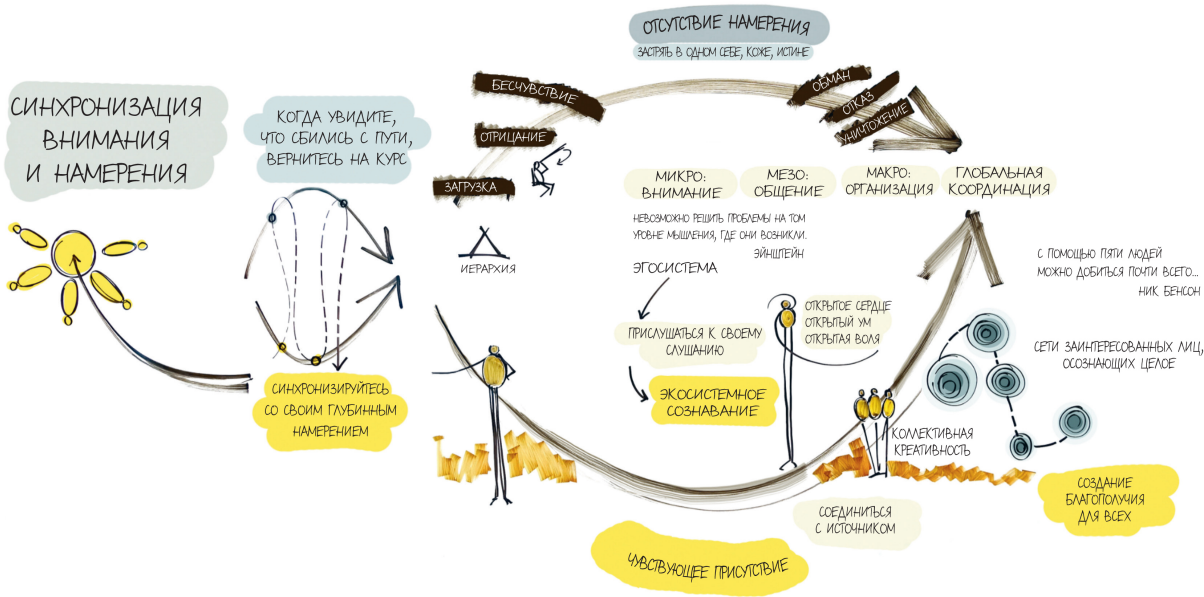 СИНХРОНИЗАЦИЯ
ВНИМАНИЯ
И НАМЕРЕНИЯ
КОГДА УВИДИТЕ,
ЧТО СБИЛИСЬ С ПУТИ,
ВЕРНИТЕСЬ НА КУРС
СИНХРОНИЗИРУЙТЕСЬ
СО СВОИМ ГЛУБИННЫМ
НАМЕРЕНИЕМ
ОТСУТСТВИЕ НАМЕРЕНИЯ
ЗАСТРЯТЬ В ОДНОМ СЕБЕ, КОЖЕ, ИСТИНЕ
БЕСЧУВСТВИЕ
ОТРИЦАНИЕ
ЗАГРУЗКА
ОБМАН
ОТКАЗ
УНИЧТОЖЕНИЕ
ИЕРАРХИЯ
МИКРО:
ВНИМАНИЕ
МЕЗО:
ОБЩЕНИЕ
МАКРО:
ОРГАНИЗАЦИЯ
ГЛОБАЛЬНАЯ
КООРДИНАЦИЯ
НЕВОЗМОЖНО РЕШИТЬ ПРОБЛЕМЫ НА ТОМ
УРОВНЕ МЫШЛЕНИЯ, ГДЕ ОНИ ВОЗНИКЛИ.
ЭЙНШТЕЙН
ЭГОСИСТЕМА
ПРИСЛУШАТЬСЯ К СВОЕМУ
СЛУШАНИЮ
ЭКОСИСТЕМНОЕ
СОЗНАВАНИЕ
ОТКРЫТОЕ СЕРДЦЕ
ОТКРЫТЫЙ УМ
ОТКРЫТАЯ ВОЛЯ
С ПОМОЩЬЮ ПЯТИ ЛЮДЕЙ
МОЖНО ДОБИТЬСЯ ПОЧТИ ВСЕГО...
НИК БЕНСОН
СЕТИ ЗАИНТЕРЕСОВАННЫХ ЛИЦ,
ОСОЗНАЮЩИХ ЦЕЛОЕ
КОЛЛЕКТИВНАЯ
КРЕАТИВНОСТЬ
СОЕДИНИТЬСЯ
С ИСТОЧНИКОМ
СОЗДАНИЕ
БЛАГОПОЛУЧИЯ
ДЛЯ ВСЕХ
ЧУВСТВУЮЩЕЕ ПРИСУТСТВИЕ